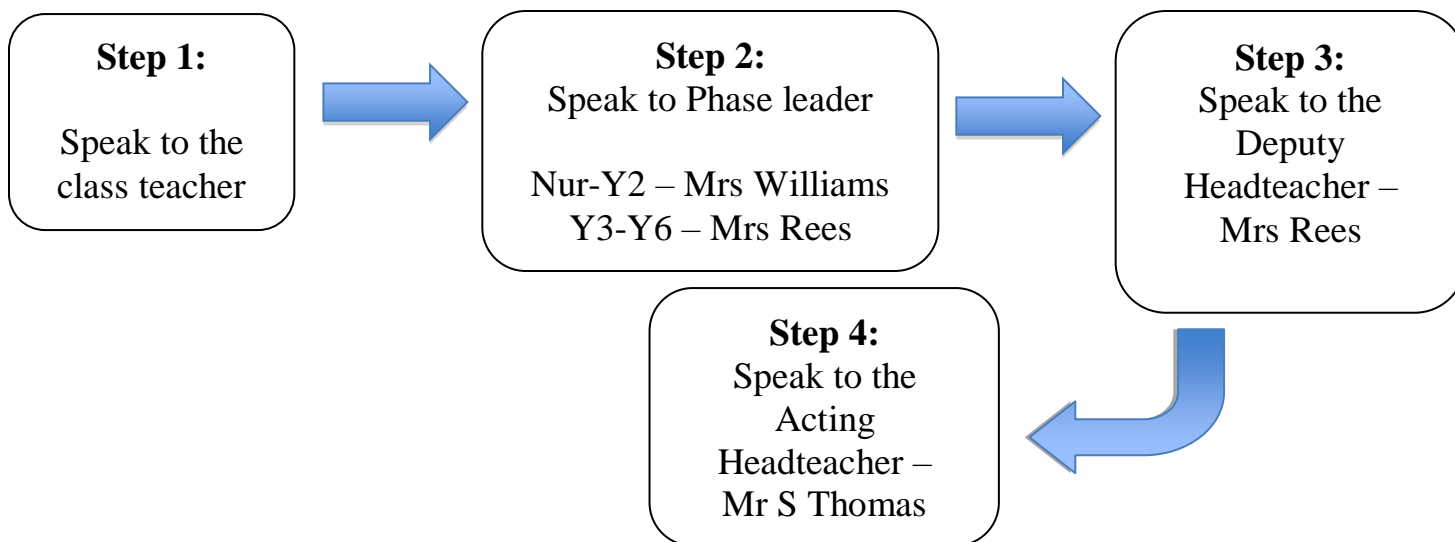 Step 1:
Speak to the
class teacher
Step 2:
Speak to Phase leader
Nur-Y2 – Mrs Williams
Y3-Y6 – Mrs Rees
Step 3:
Speak to the
Deputy
Headteacher –
Mrs Rees
Step 4:
Speak to the
Acting
Headteacher –
Mr S Thomas